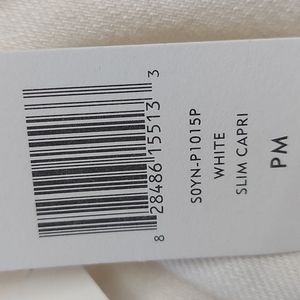 8 28486 15513 3
S0YN-P1015P
WHITE
SLIM CAPRI
PM